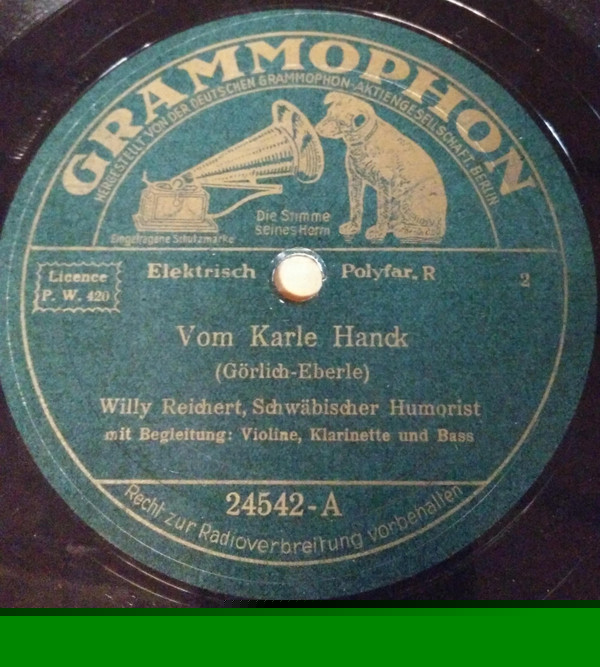 GRAMMOPHON
HERGESTELLT VON DER DEUTSCHEN GRAMMOPHON-AKTIENGESELLSCHAFT BERLIN
Die Stimme
seines Herrn
Eingetragene Schutzmarke
Licence
P. W. 420
Elektrisch Polyfar. R
2
Vom Karle Hanck
(Görlich-Eberle)
Willy Reichert, Schwäbischer Humorist
mit Begleitung: Violine, Klarinette und Bass
24542-A
Recht zur Radioverbreitung vorbehalten